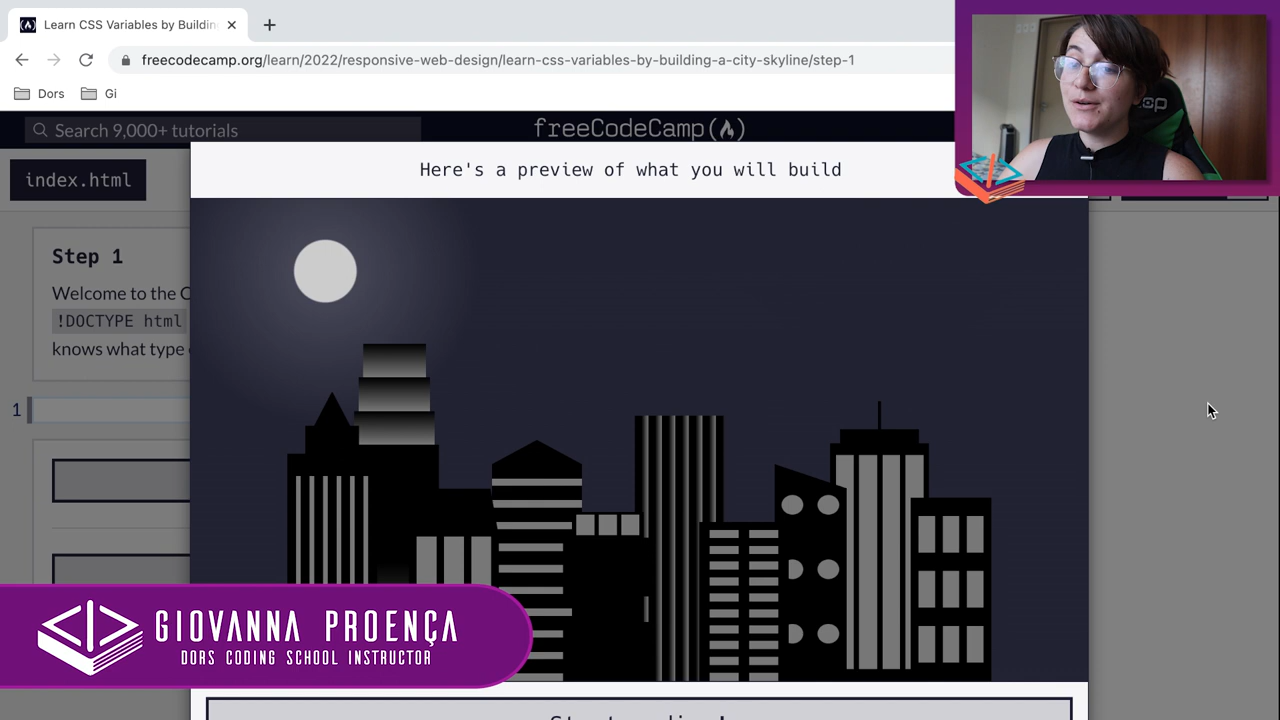 Learn CSS Variables by Buildin
freecodecamp.org/learn/2022/responsive-web-design/learn-css-variables-by-building-a-city-skyline/step-1
Dors
Gi
Search 9,000+ tutorials
freeCodeCamp
Here's a preview of what you will build
index.html
Step 1
Welcome to the C
!DOCTYPE html
knows what type
1
GIOVANNA PROENÇA
DORS CODING SCHOOL INSTRUCTOR